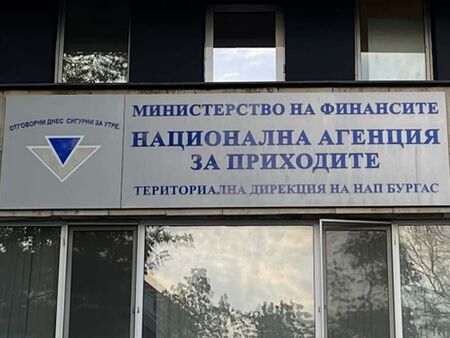 ОТГОВОРНИ ДНЕС СИГУРНИ ЗА УТРЕ.
МИНИСТЕРСТВО НА ФИНАНСИТЕ
НАЦИОНАЛНА АГЕНЦИЯ
ЗА ПРИХОДИТЕ
ТЕРИТОРИАЛНА ДИРЕКЦИЯ НА НАП БУРГАС